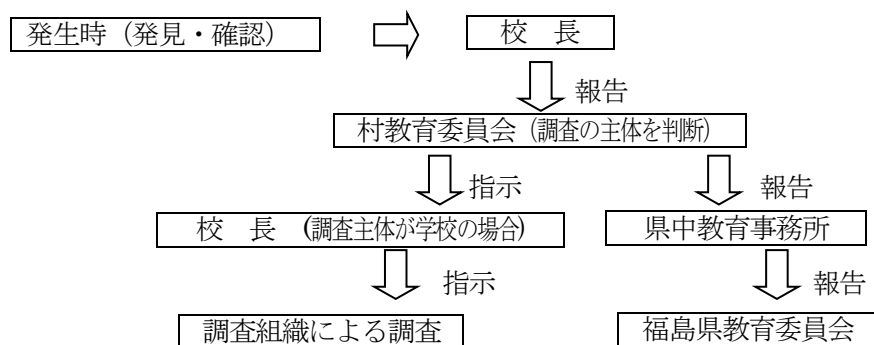 発生時（発見・確認） 校 長
報告
村教育委員会（調査の主体を判断）
指示 報告
校 長 （調査主体が学校の場合） 県中教育事務所
指示 報告
調査組織による調査 福島県教育委員会